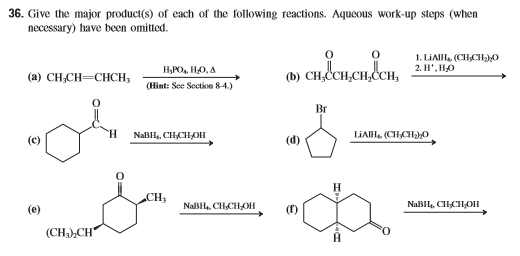 36. Give the major product(s) of each of the following reactions. Aqueous work-up steps (when
necessary) have been omitted.
(a) CH₃CH=CHCH₃
H₃PO₄, H₂O, Δ
(Hint: See Section 8-4.)
(b) CH₃CCH₂CH₂CCH₃
O O
1. LiAlH₄, (CH₃CH₂)₂O
2. H⁺, H₂O
(c)
O
C
H
NaBH₄, CH₃CH₂OH
(d)
Br
LiAlH₄, (CH₃CH₂)₂O
(e)
O
CH₃
(CH₃)₂CH
NaBH₄, CH₃CH₂OH
(f)
H
H
O
NaBH₄, CH₃CH₂OH